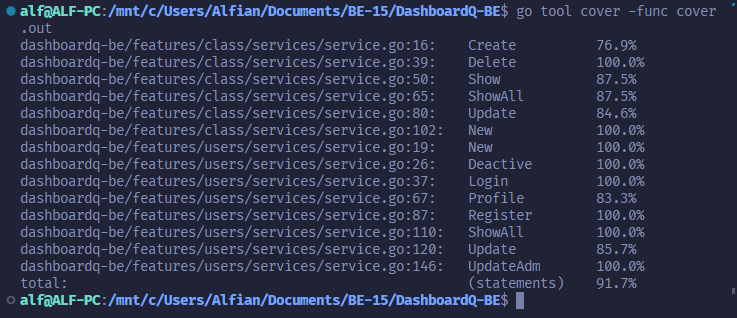 alf@ALF-PC:/mnt/c/Users/Alfian/Documents/BE-15/DashboardQ-BE$ go tool cover -func cover
.out
dashboardq-be/features/class/services/service.go:16: Create 76.9%
dashboardq-be/features/class/services/service.go:39: Delete 100.0%
dashboardq-be/features/class/services/service.go:50: Show 87.5%
dashboardq-be/features/class/services/service.go:65: ShowAll 87.5%
dashboardq-be/features/class/services/service.go:80: Update 84.6%
dashboardq-be/features/class/services/service.go:102: New 100.0%
dashboardq-be/features/users/services/service.go:19: New 100.0%
dashboardq-be/features/users/services/service.go:26: Deactive 100.0%
dashboardq-be/features/users/services/service.go:37: Login 100.0%
dashboardq-be/features/users/services/service.go:67: Profile 83.3%
dashboardq-be/features/users/services/service.go:87: Register 100.0%
dashboardq-be/features/users/services/service.go:110: ShowAll 100.0%
dashboardq-be/features/users/services/service.go:120: Update 85.7%
dashboardq-be/features/users/services/service.go:146: UpdateAdm 100.0%
total: (statements) 91.7%
alf@ALF-PC:/mnt/c/Users/Alfian/Documents/BE-15/DashboardQ-BE$